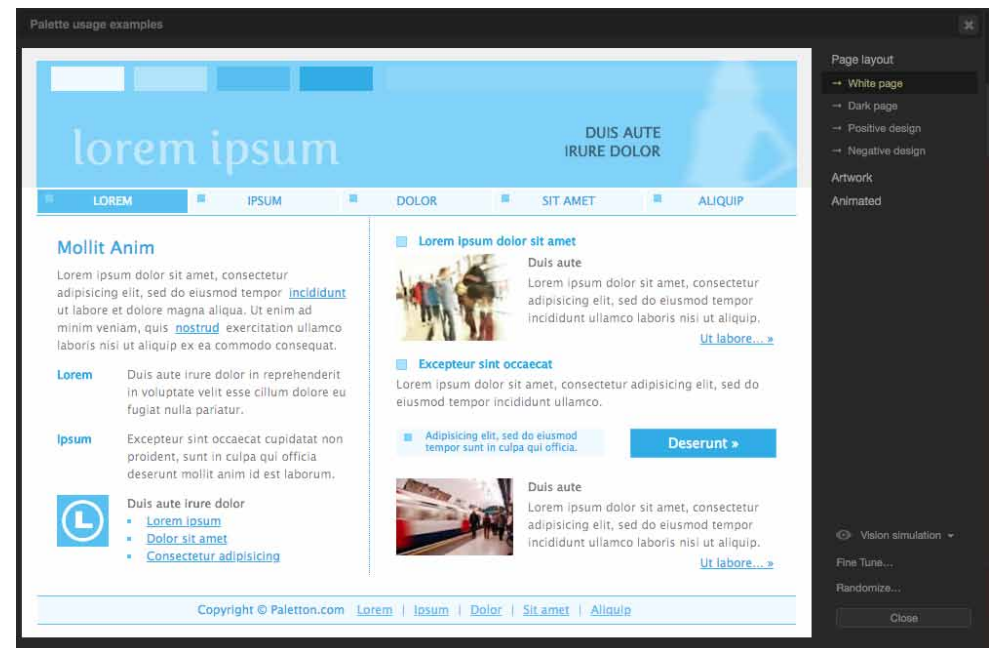 Palette usage examples
lorem ipsum
DUIS AUTE
IRURE DOLOR
LOREM
IPSUM
DOLOR
SIT AMET
ALIQUIP
Mollit Anim
Lorem ipsum dolor sit amet, consectetur
adipisicing elit, sed do eiusmod tempor incididunt
ut labore et dolore magna aliqua. Ut enim ad
minim veniam, quis nostrud exercitation ullamco
laboris nisi ut aliquip ex ea commodo consequat.
Lorem
Duis aute irure dolor in reprehenderit
in voluptate velit esse cillum dolore eu
fugiat nulla pariatur.
Ipsum
Excepteur sint occaecat cupidatat non
proident, sunt in culpa qui officia
deserunt mollit anim id est laborum.
L
Duis aute irure dolor
Lorem ipsum
Dolor sit amet
Consectetur adipisicing
Lorem ipsum dolor sit amet
Duis aute
Lorem ipsum dolor sit amet, consectetur
adipisicing elit, sed do eiusmod tempor
incididunt ullamco laboris nisi ut aliquip.
Ut labore... »
Excepteur sint occaecat
Lorem ipsum dolor sit amet, consectetur adipisicing elit, sed do
eiusmod tempor incididunt ullamco.
Adipisicing elit, sed do eiusmod
tempor sunt in culpa qui officia.
Deserunt »
Duis aute
Lorem ipsum dolor sit amet, consectetur
adipisicing elit, sed do eiusmod tempor
incididunt ullamco laboris nisi ut aliquip.
Ut labore... »
Copyright © Paletton.com Lorem | Ipsum | Dolor | Sit amet | Aliquip
Page layout
→ White page
→ Dark page
→ Positive design
→ Negative design
Artwork
Animated
Vision simulation
Fine Tune...
Randomize...
Close